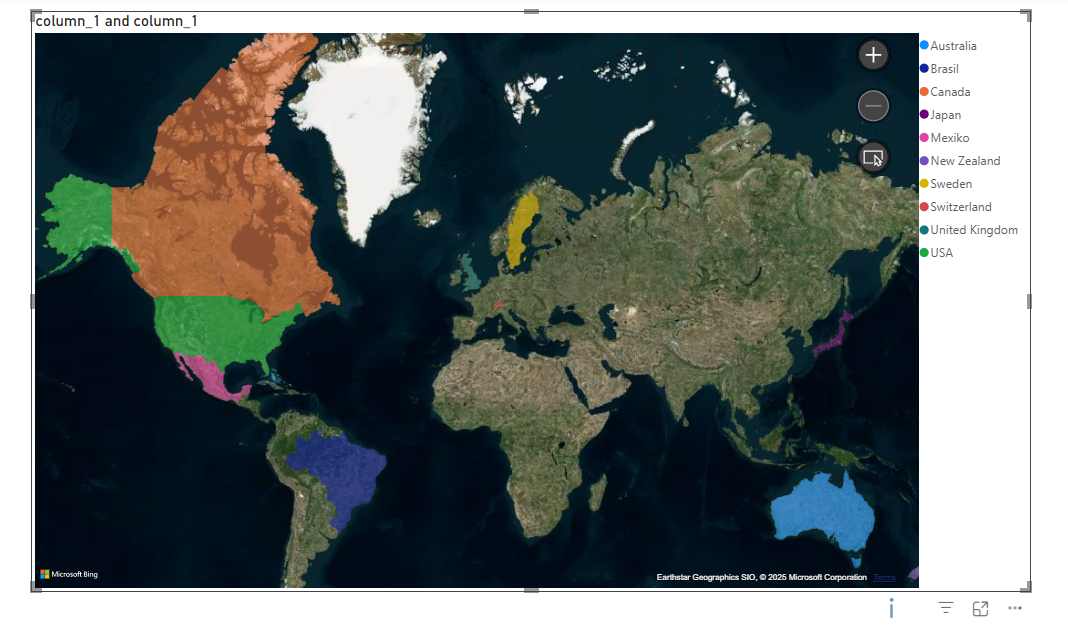 column_1 and column_1
Australia
Brasil
Canada
Japan
Mexiko
New Zealand
Sweden
Switzerland
United Kingdom
USA
Microsoft Bing
Earthstar Geographics SIO, © 2025 Microsoft Corporation Terms